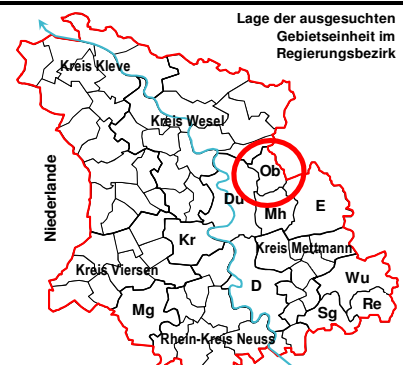 Lage der ausgesuchten
Gebietseinheit im
Regierungsbezirk
Kreis Kleve
Kreis Wesel
Niederlande
Ob
Du
Mh
E
Kr
Kreis Mettmann
Kreis Viersen
Wu
D
Mg
Sg
Re
Rhein-Kreis Neuss